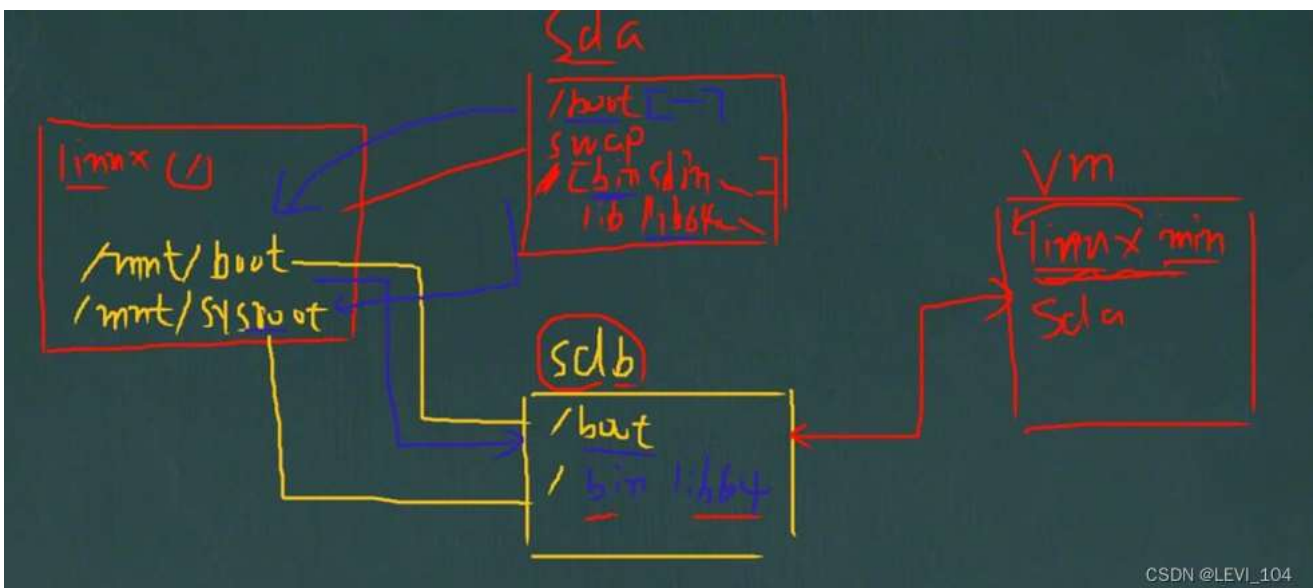 linux (/)
/mnt/boot
/mnt/sysroot
sda
/boot [—]
swap
/ [bin sbin ]
lib lib64
sdb
/boot
/ bin lib64
Vm
linux min
sda
CSDN @LEVI_104